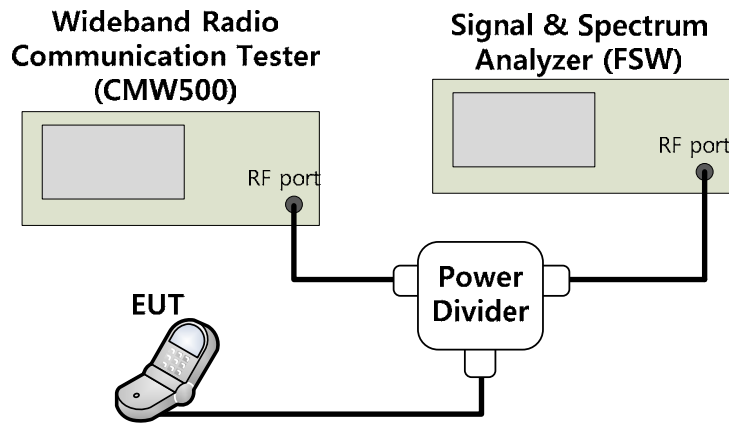 Wideband Radio
Communication Tester
(CMW500)
Signal & Spectrum
Analyzer (FSW)
RF port
RF port
Power
Divider
EUT